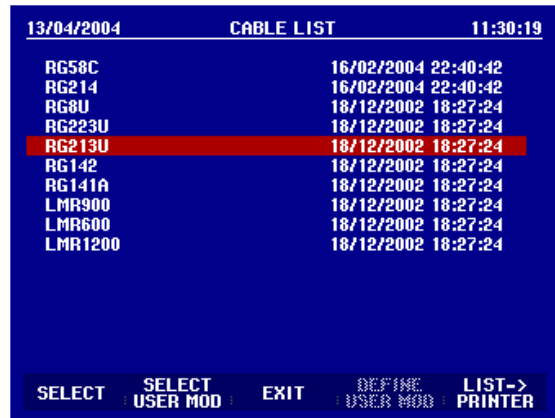 13/04/2004 CABLE LIST 11:30:19
RG58C 16/02/2004 22:40:42
RG214 16/02/2004 22:40:42
RG8U 18/12/2002 18:27:24
RG223U 18/12/2002 18:27:24
RG213U 18/12/2002 18:27:24
RG142 18/12/2002 18:27:24
RG141A 18/12/2002 18:27:24
LMR900 18/12/2002 18:27:24
LMR600 18/12/2002 18:27:24
LMR1200 18/12/2002 18:27:24
SELECT SELECT USER MOD EXIT DEFINE USER MOD LIST-> PRINTER